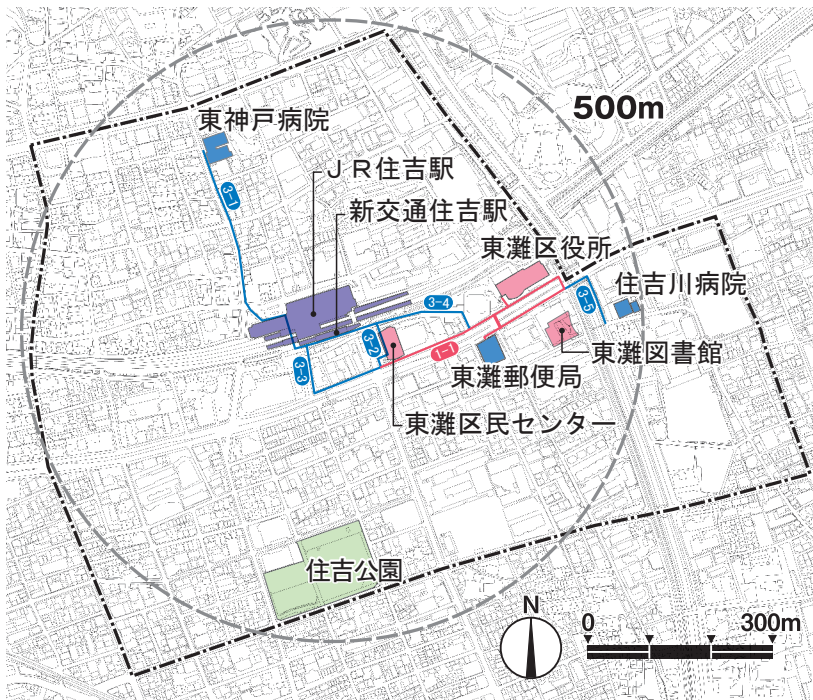 500m
東神戸病院
3-1
JR住吉駅
新交通住吉駅
東灘区役所
住吉川病院
3-4
3-5
3-2
1-1
3-3
東灘図書館
東灘郵便局
東灘区民センター
住吉公園
N
0
300m